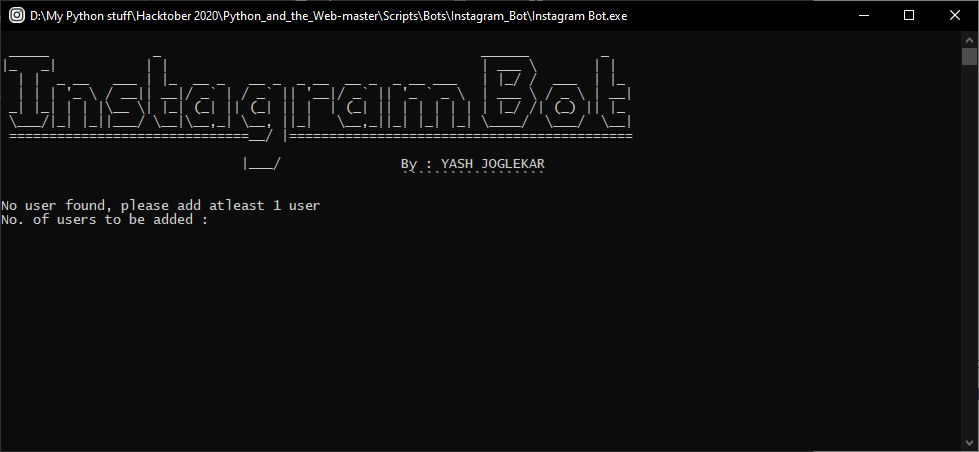 D:\My Python stuff\Hacktober 2020\Python_and_the_Web-master\Scripts\Bots\Instagram_Bot\Instagram Bot.exe
Instagram Bot
By : YASH JOGLEKAR
No user found, please add atleast 1 user
No. of users to be added :